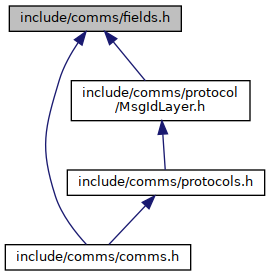 include/comms/fields.h
include/comms/protocol
/MsgIdLayer.h
include/comms/protocols.h
include/comms/comms.h